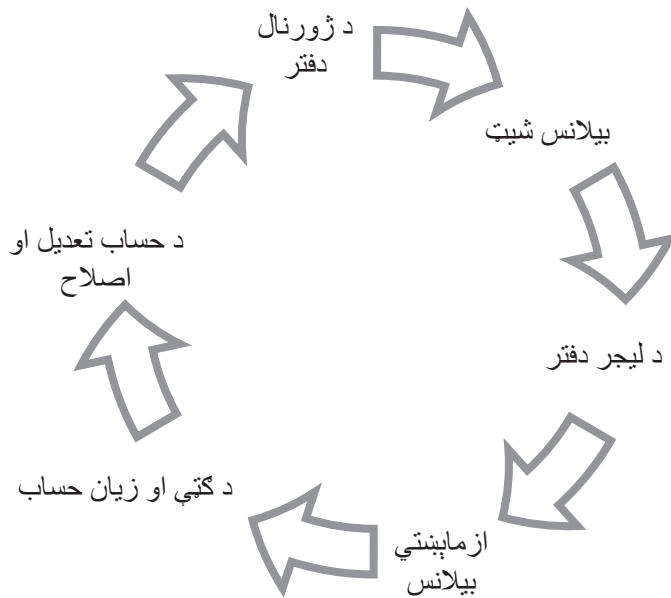 د ژورنال
دفتر
بیلانس شیټ
د لیجر دفتر
ازمایښتي
بیلانس
د ګټې او زیان حساب
د حساب تعدیل او
اصلاح